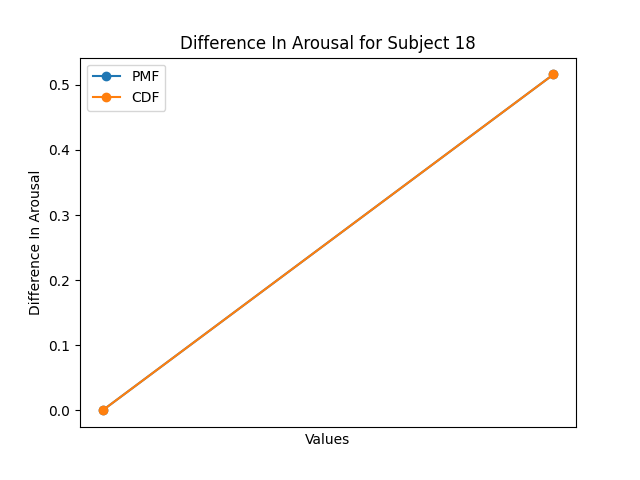 Difference In Arousal for Subject 18
PMF
CDF
0.5
0.4
0.3
0.2
0.1
0.0
Difference In Arousal
Values